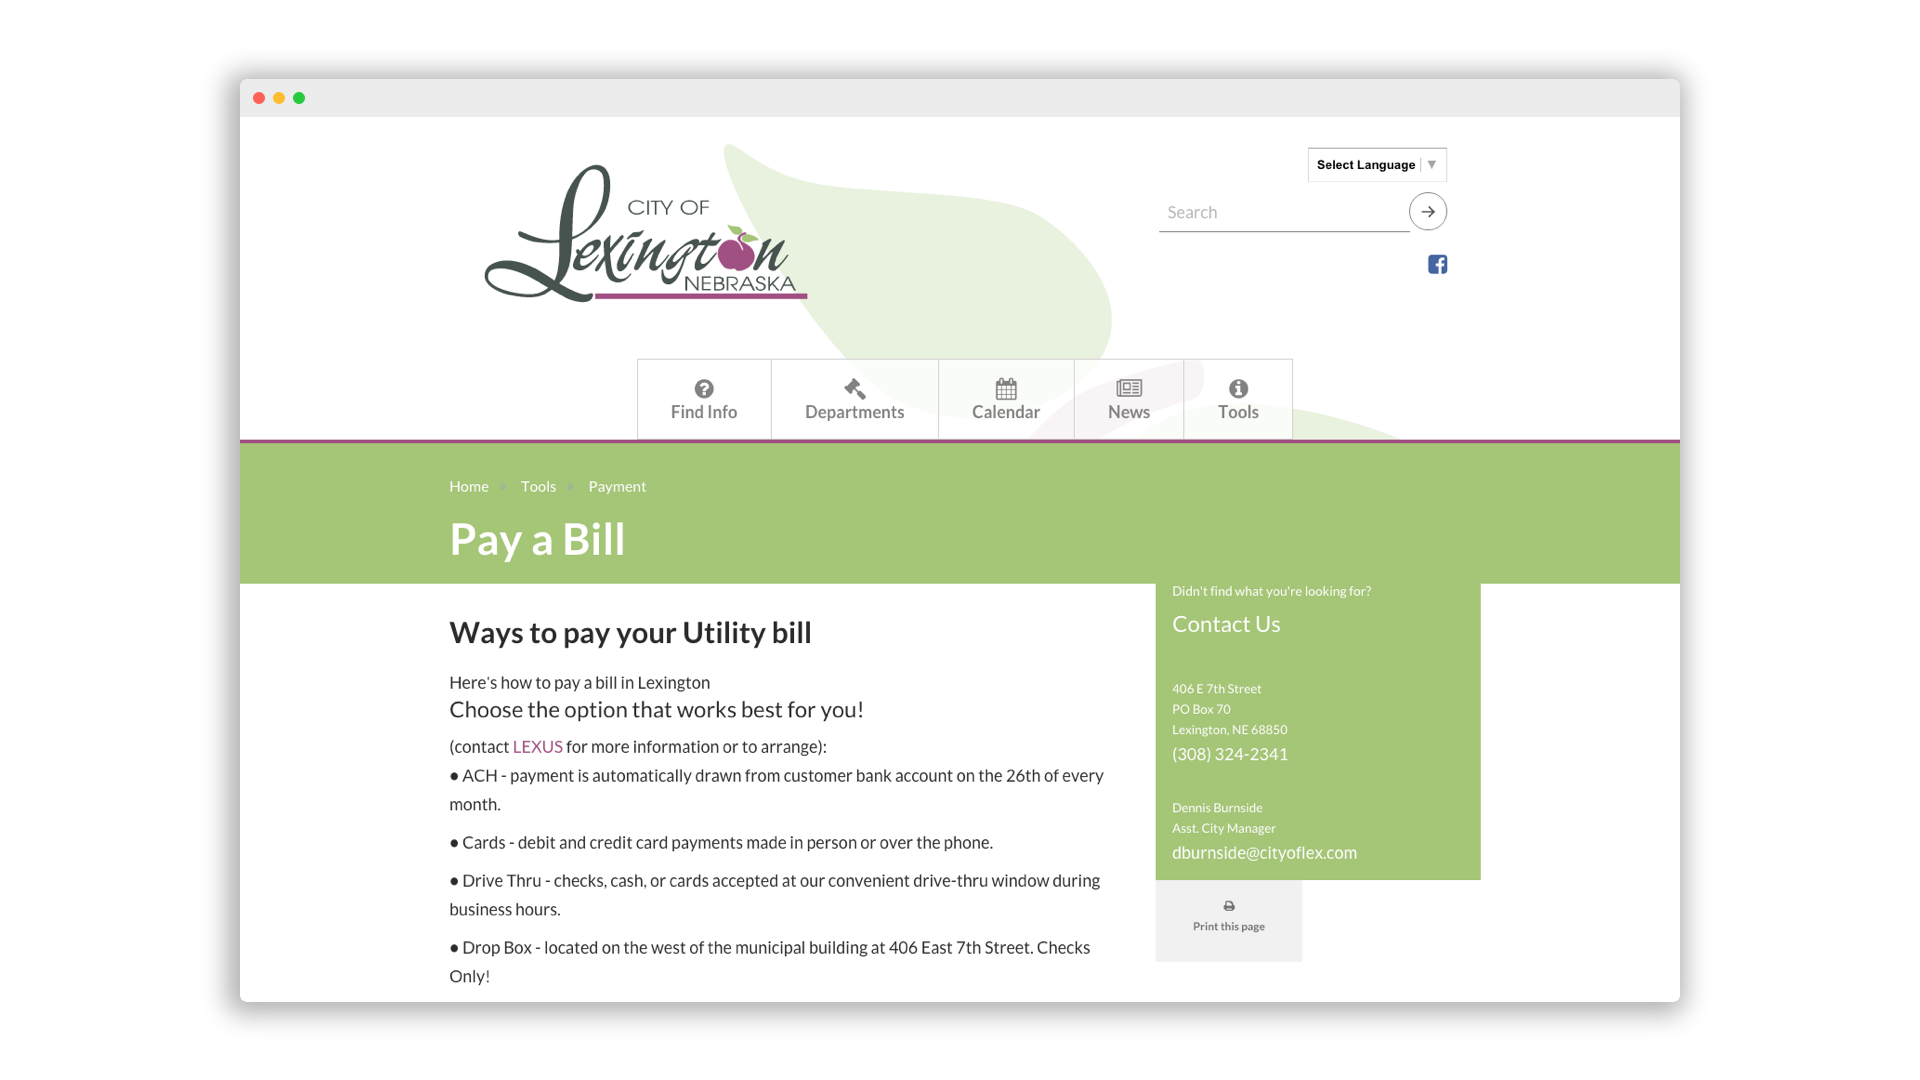 CITY OF
Lexington
NEBRASKA
Select Language ▼
Search
Find Info
Departments
Calendar
News
Tools
Home
Tools
Payment
Pay a Bill
Ways to pay your Utility bill
Here's how to pay a bill in Lexington
Choose the option that works best for you!
(contact LEXUS for more information or to arrange):
● ACH - payment is automatically drawn from customer bank account on the 26th of every
month.
● Cards - debit and credit card payments made in person or over the phone.
● Drive Thru - checks, cash, or cards accepted at our convenient drive-thru window during
business hours.
● Drop Box - located on the west of the municipal building at 406 East 7th Street. Checks
Only!
Didn't find what you're looking for?
Contact Us
406 E 7th Street
PO Box 70
Lexington, NE 68850
(308) 324-2341
Dennis Burnside
Asst. City Manager
dburnside@cityoflex.com
Print this page